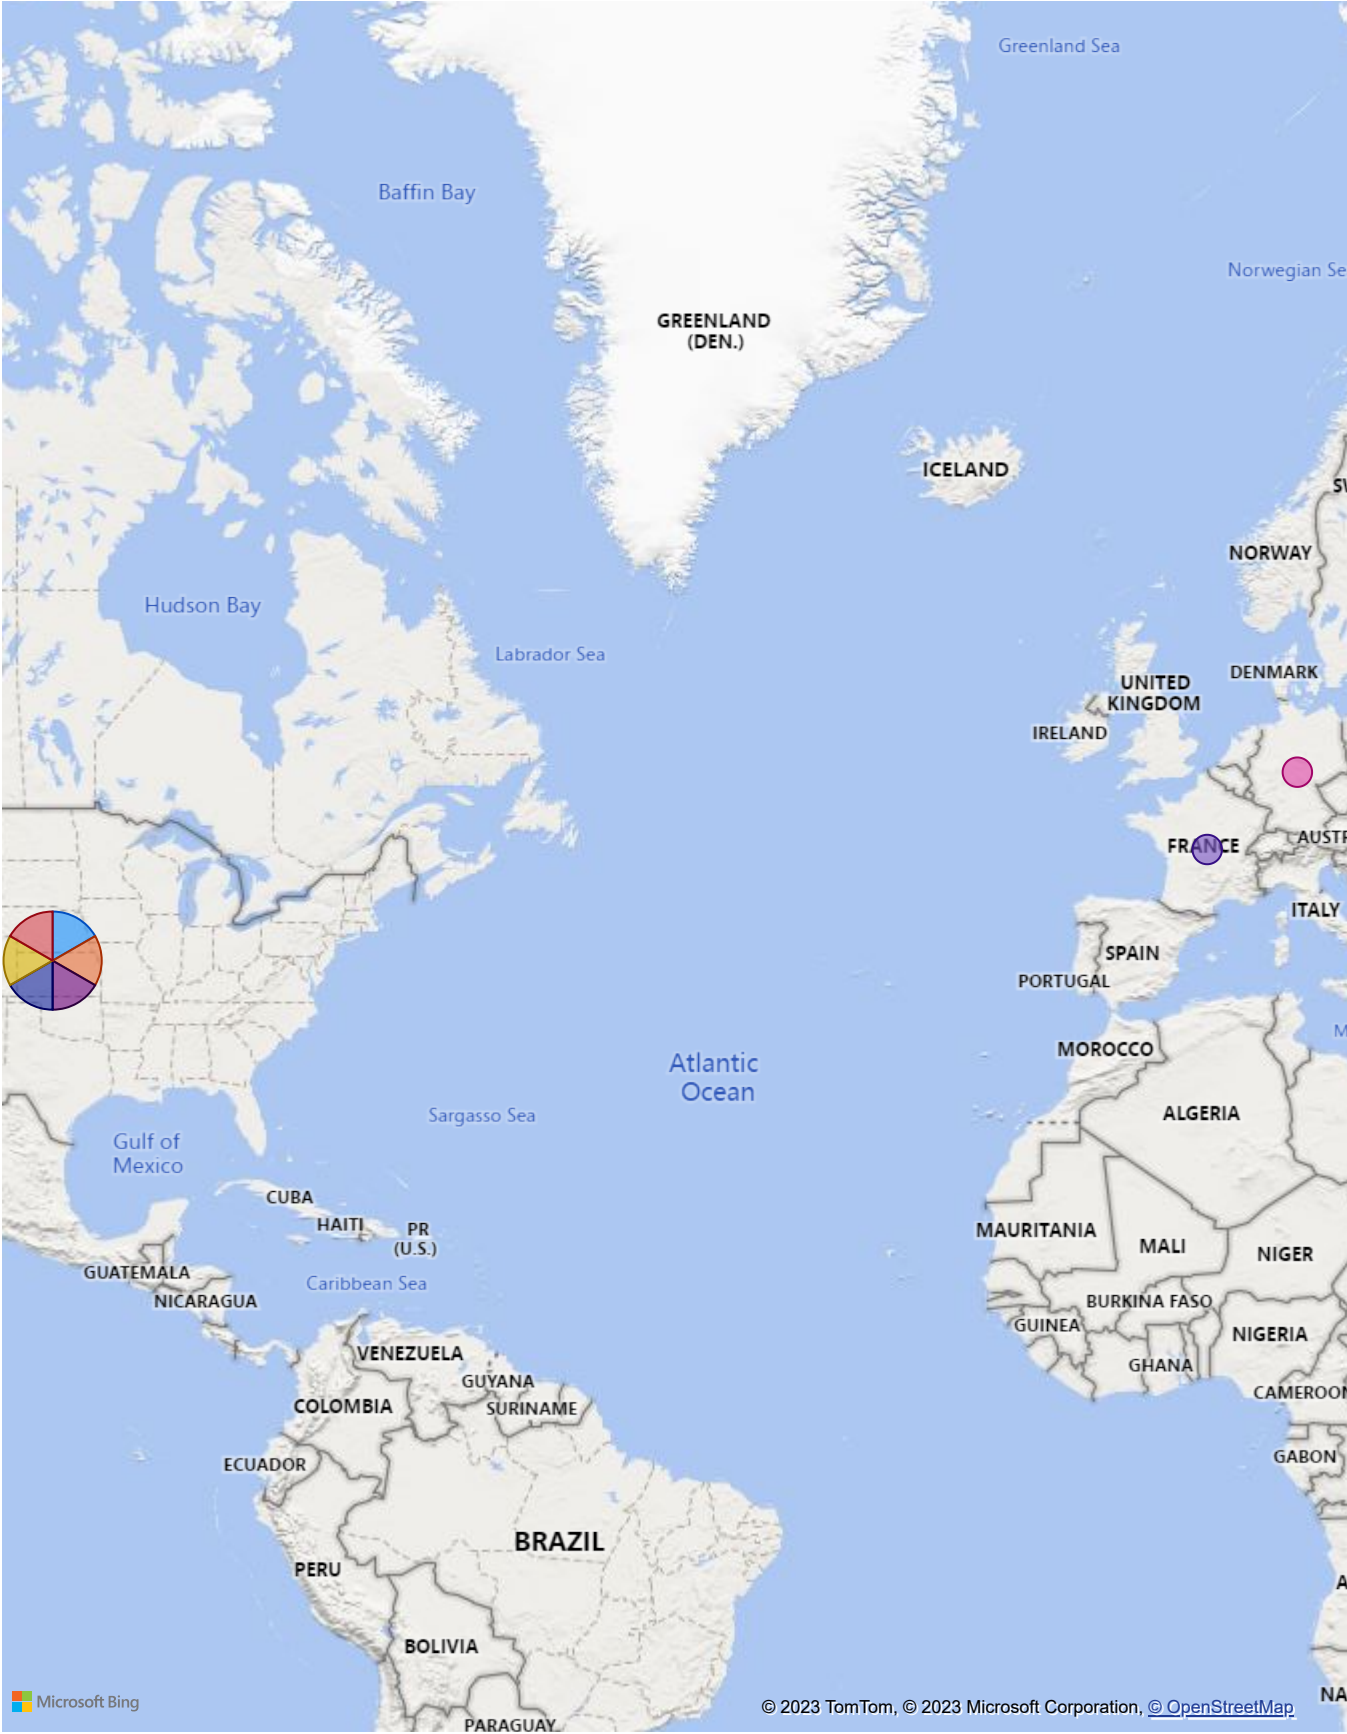 Greenland Sea
Baffin Bay
Norwegian Se
GREENLAND
(DEN.)
ICELAND
SV
NORWAY
Hudson Bay
Labrador Sea
DENMARK
UNITED
KINGDOM
IRELAND
FRANCE
AUSTR
ITALY
SPAIN
PORTUGAL
M
MOROCCO
Atlantic
Ocean
ALGERIA
Sargasso Sea
Gulf of
Mexico
CUBA
HAITI
PR
(U.S.)
MAURITANIA
MALI
NIGER
GUATEMALA
Caribbean Sea
NICARAGUA
BURKINA FASO
GUINEA
NIGERIA
VENEZUELA
GHANA
GUYANA
CAMEROON
COLOMBIA
SURINAME
ECUADOR
GABON
BRAZIL
PERU
A
BOLIVIA
NA
Microsoft Bing
© 2023 TomTom, © 2023 Microsoft Corporation, © OpenStreetMap
PARAGUAY